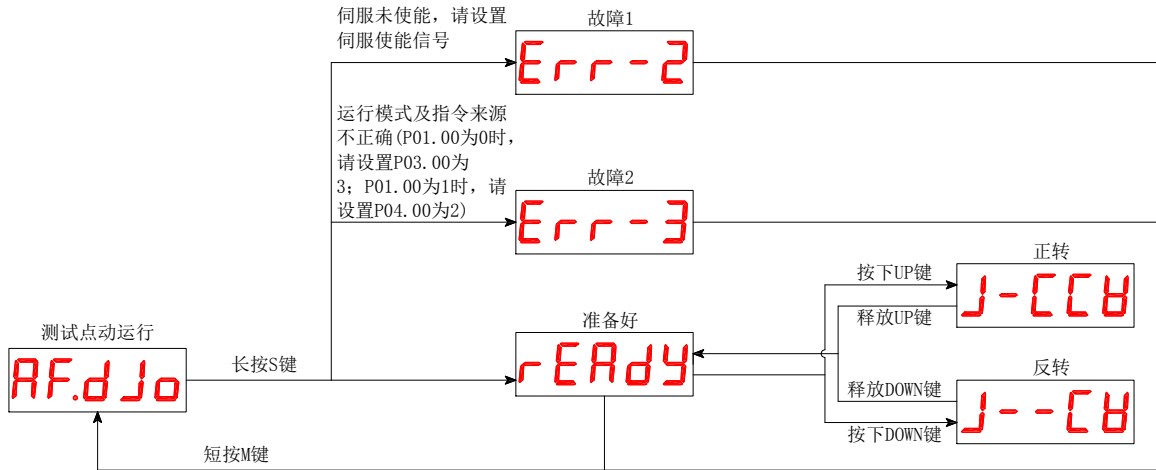 伺服未使能，请设置
伺服使能信号
故障1
Err-2
运行模式及指令来源
不正确(P01.00为0时，
请设置P03.00为
3；P01.00为1时，请
设置P04.00为2)
故障2
Err-3
测试点动运行
AF.dJo
长按S键
准备好
rEAdy
按下UP键
释放UP键
正转
J-CCW
释放DOWN键
按下DOWN键
反转
J--CW
短按M键